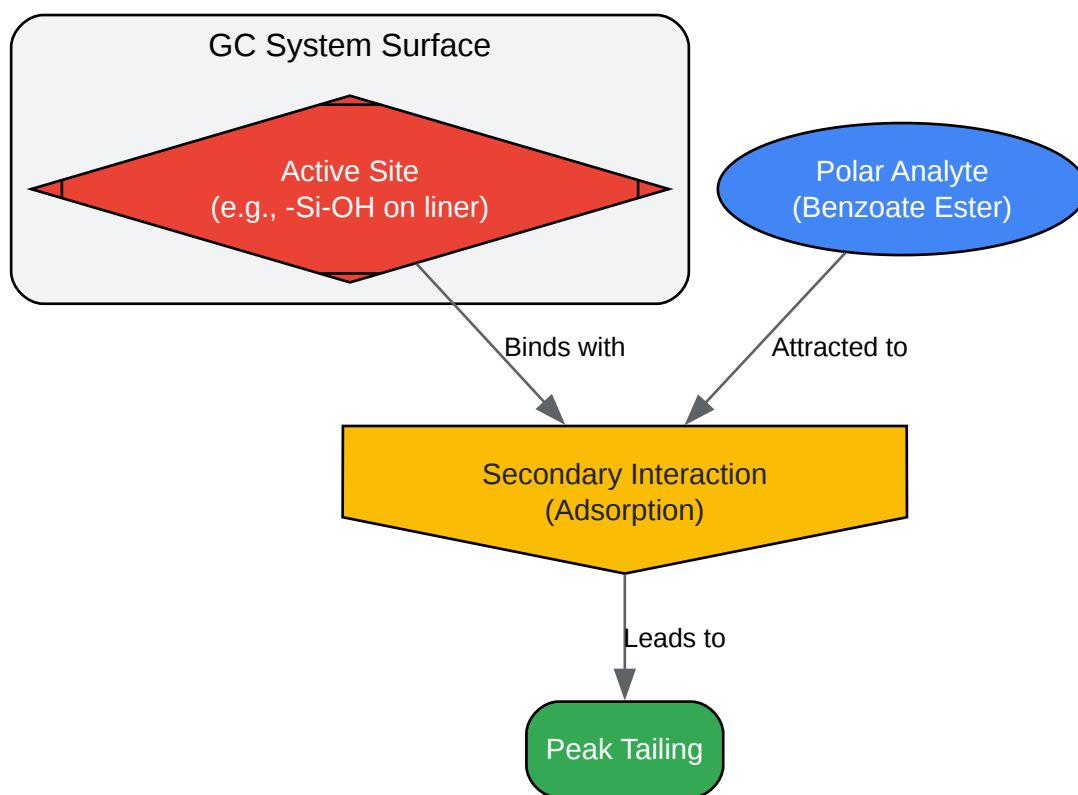 GC System Surface
Active Site
(e.g., -Si-OH on liner)
Polar Analyte
(Benzoate Ester)
Binds with
Attracted to
Secondary Interaction
(Adsorption)
Leads to
Peak Tailing